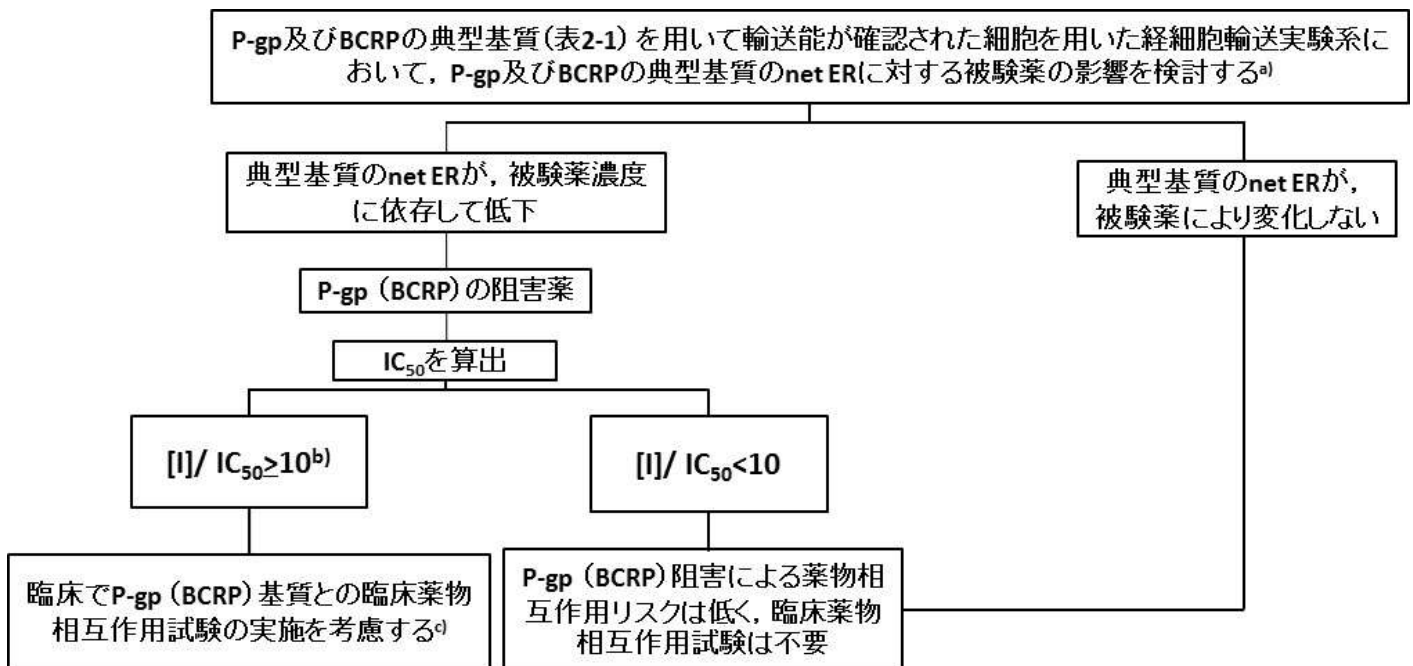 P-gp及びBCRPの典型基質(表2-1)を用いて輸送能が確認された細胞を用いた経細胞輸送実験系に
おいて,P-gp及びBCRPの典型基質のnet ERに対する被験薬の影響を検討するa)
典型基質のnet ERが,被験薬濃度
に依存して低下
典型基質のnet ERが,
被験薬により変化しない
P-gp (BCRP)の阻害薬
IC50を算出
[I]/ IC50≥10b)
[I]/ IC50<10
臨床でP-gp (BCRP)基質との臨床薬物
相互作用試験の実施を考慮するc)
P-gp (BCRP)阻害による薬物相
互作用リスクは低く,臨床薬物
相互作用試験は不要